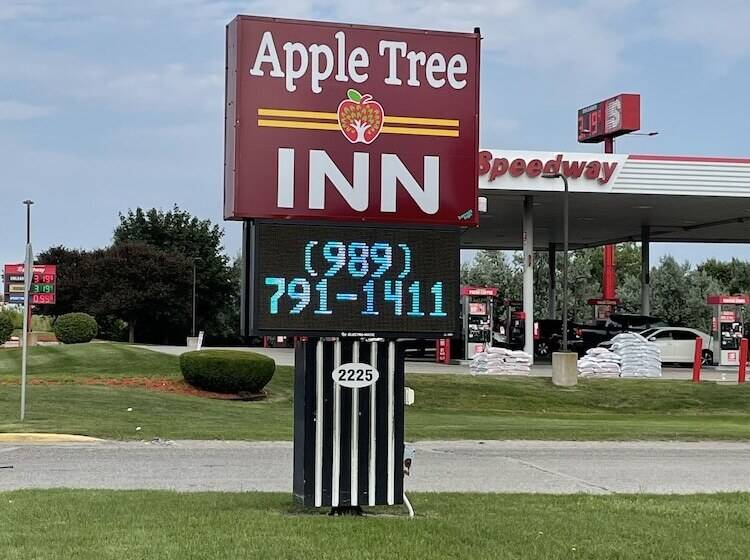 Apple Tree
INN
(989)
791-1411
2225
Speedway